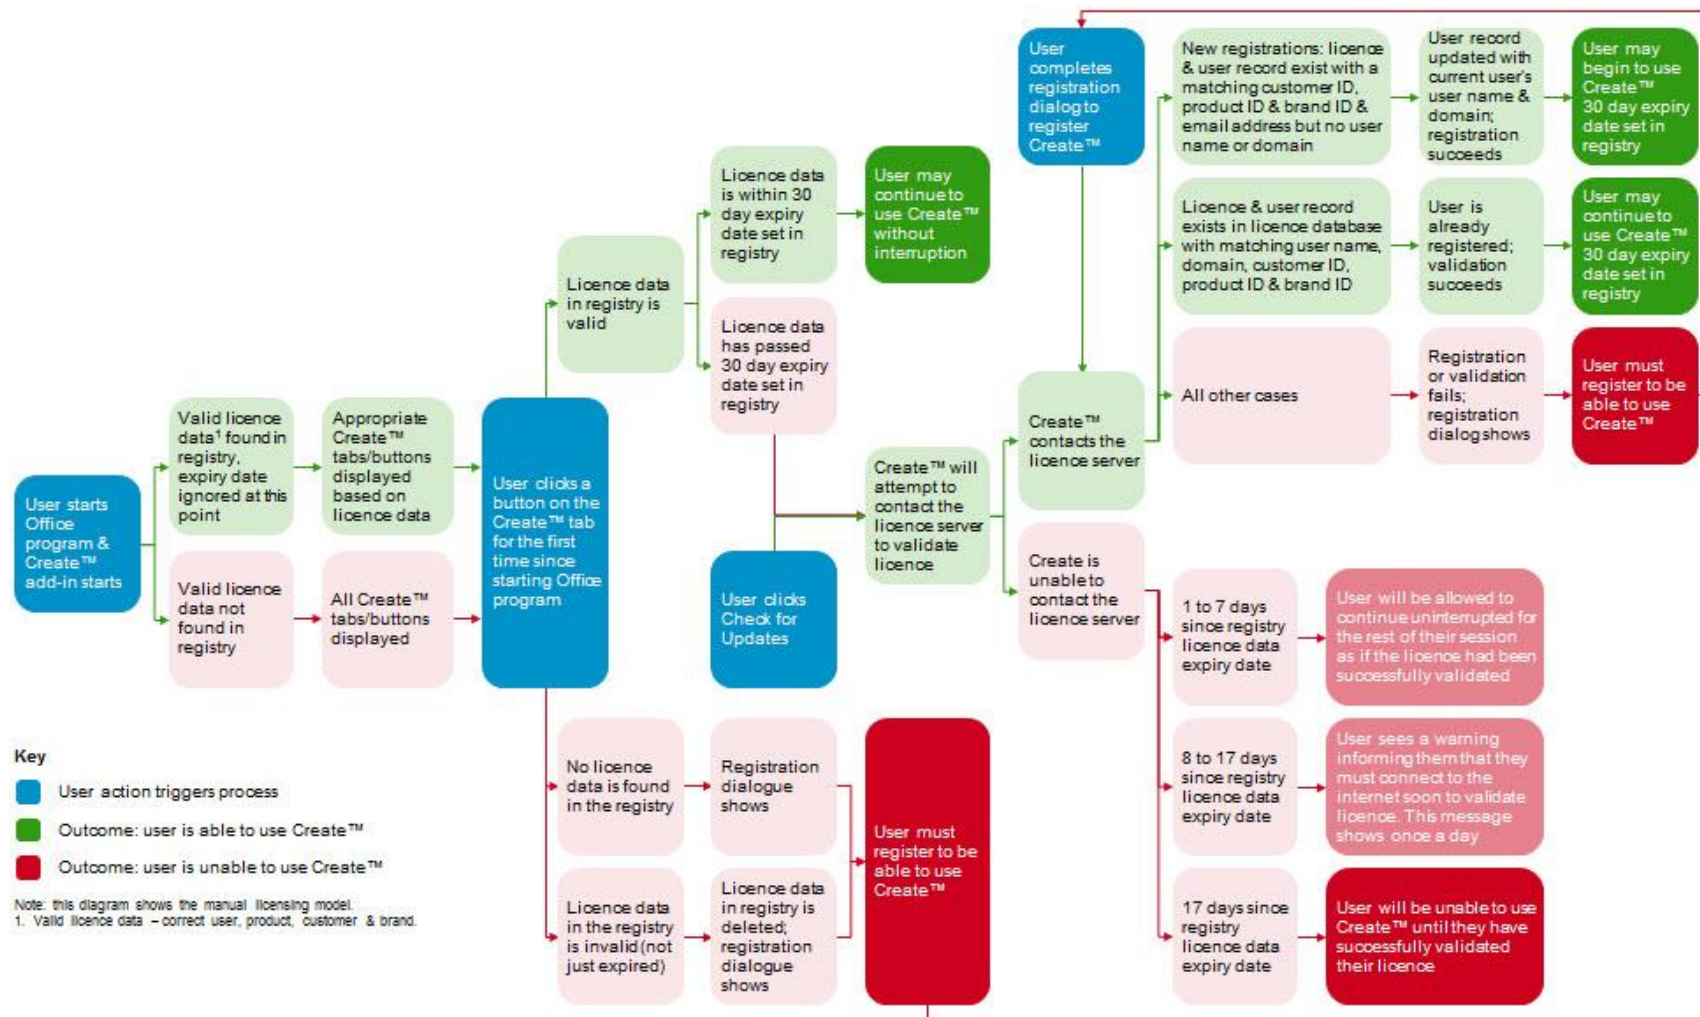 User starts
Office
program &
Create™
add-in starts
Valid licence
data¹ found in
registry,
expiry date
ignored at this
point
Appropriate
Create™
tabs/buttons
displayed
based on
licence data
Valid licence
data not
found in
registry
All Create™
tabs/buttons
displayed
User clicks a
button on the
Create™ tab
for the first
time since
starting Office
program
Licence data
in registry is
valid
Licence data
is within 30
day expiry
date set in
registry
User may
continue to
use Create™
without
interruption
Licence data
has passed
30 day expiry
date set in
registry
User clicks
Check for
Updates
Create™ will
attempt to
contact the
licence server
to validate
licence
User
completes
registration
dialog to
register
Create™
Create™
contacts the
licence server
New registrations: licence
& user record exist with a
matching customer ID,
product ID & brand ID &
email address but no user
name or domain
User record
updated with
current user's
user name &
domain;
registration
succeeds
User may
begin to use
Create™
30 day expiry
date set in
registry
Licence & user record
exists in licence database
with matching user name,
domain, customer ID,
product ID & brand ID
User is
already
registered;
validation
succeeds
User may
continue to
use Create™
30 day expiry
date set in
registry
All other cases
Registration
or validation
fails;
registration
dialog shows
User must
register to be
able to use
Create™
Create is
unable to
contact the
licence server
1 to 7 days
since registry
licence data
expiry date
User will be allowed to
continue uninterrupted for
the rest of their session
as if the licence had been
successfully validated
8 to 17 days
since registry
licence data
expiry date
User sees a warning
informing them that they
must connect to the
internet soon to validate
licence. This message
shows once a day
17 days since
registry
licence data
expiry date
User will be unable to use
Create™ until they have
successfully validated
their licence
No licence
data is found
in the registry
Registration
dialogue
shows
Licence data
in the registry
is invalid (not
just expired)
Licence data
in registry is
deleted;
registration
dialogue
shows
User must
register to be
able to use
Create™
Key
User action triggers process
Outcome: user is able to use Create™
Outcome: user is unable to use Create™
Note: this diagram shows the manual licensing model.
1. Valid licence data – correct user, product, customer & brand.